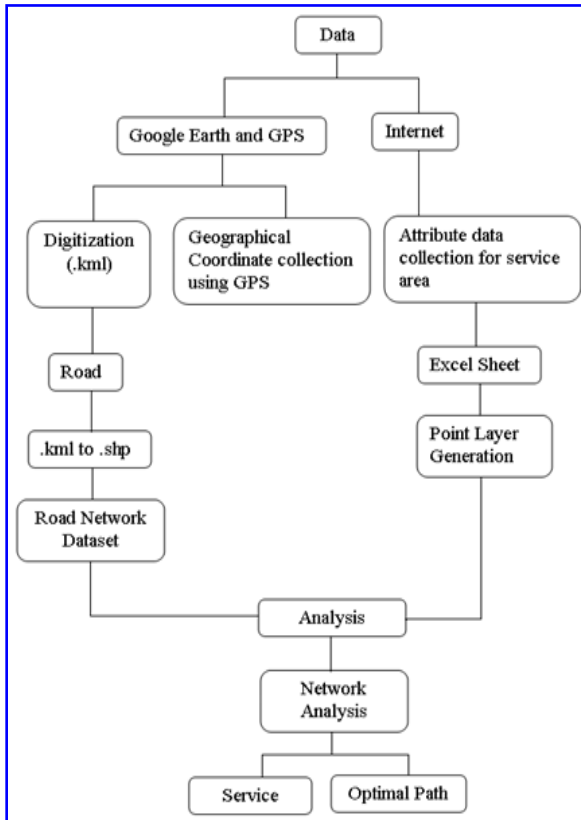 Data
Google Earth and GPS
Internet
Digitization
(.kml)
Geographical
Coordinate collection
using GPS
Attribute data
collection for service
area
Road
Excel Sheet
.kml to .shp
Point Layer
Generation
Road Network
Dataset
Analysis
Network
Analysis
Service
Optimal Path